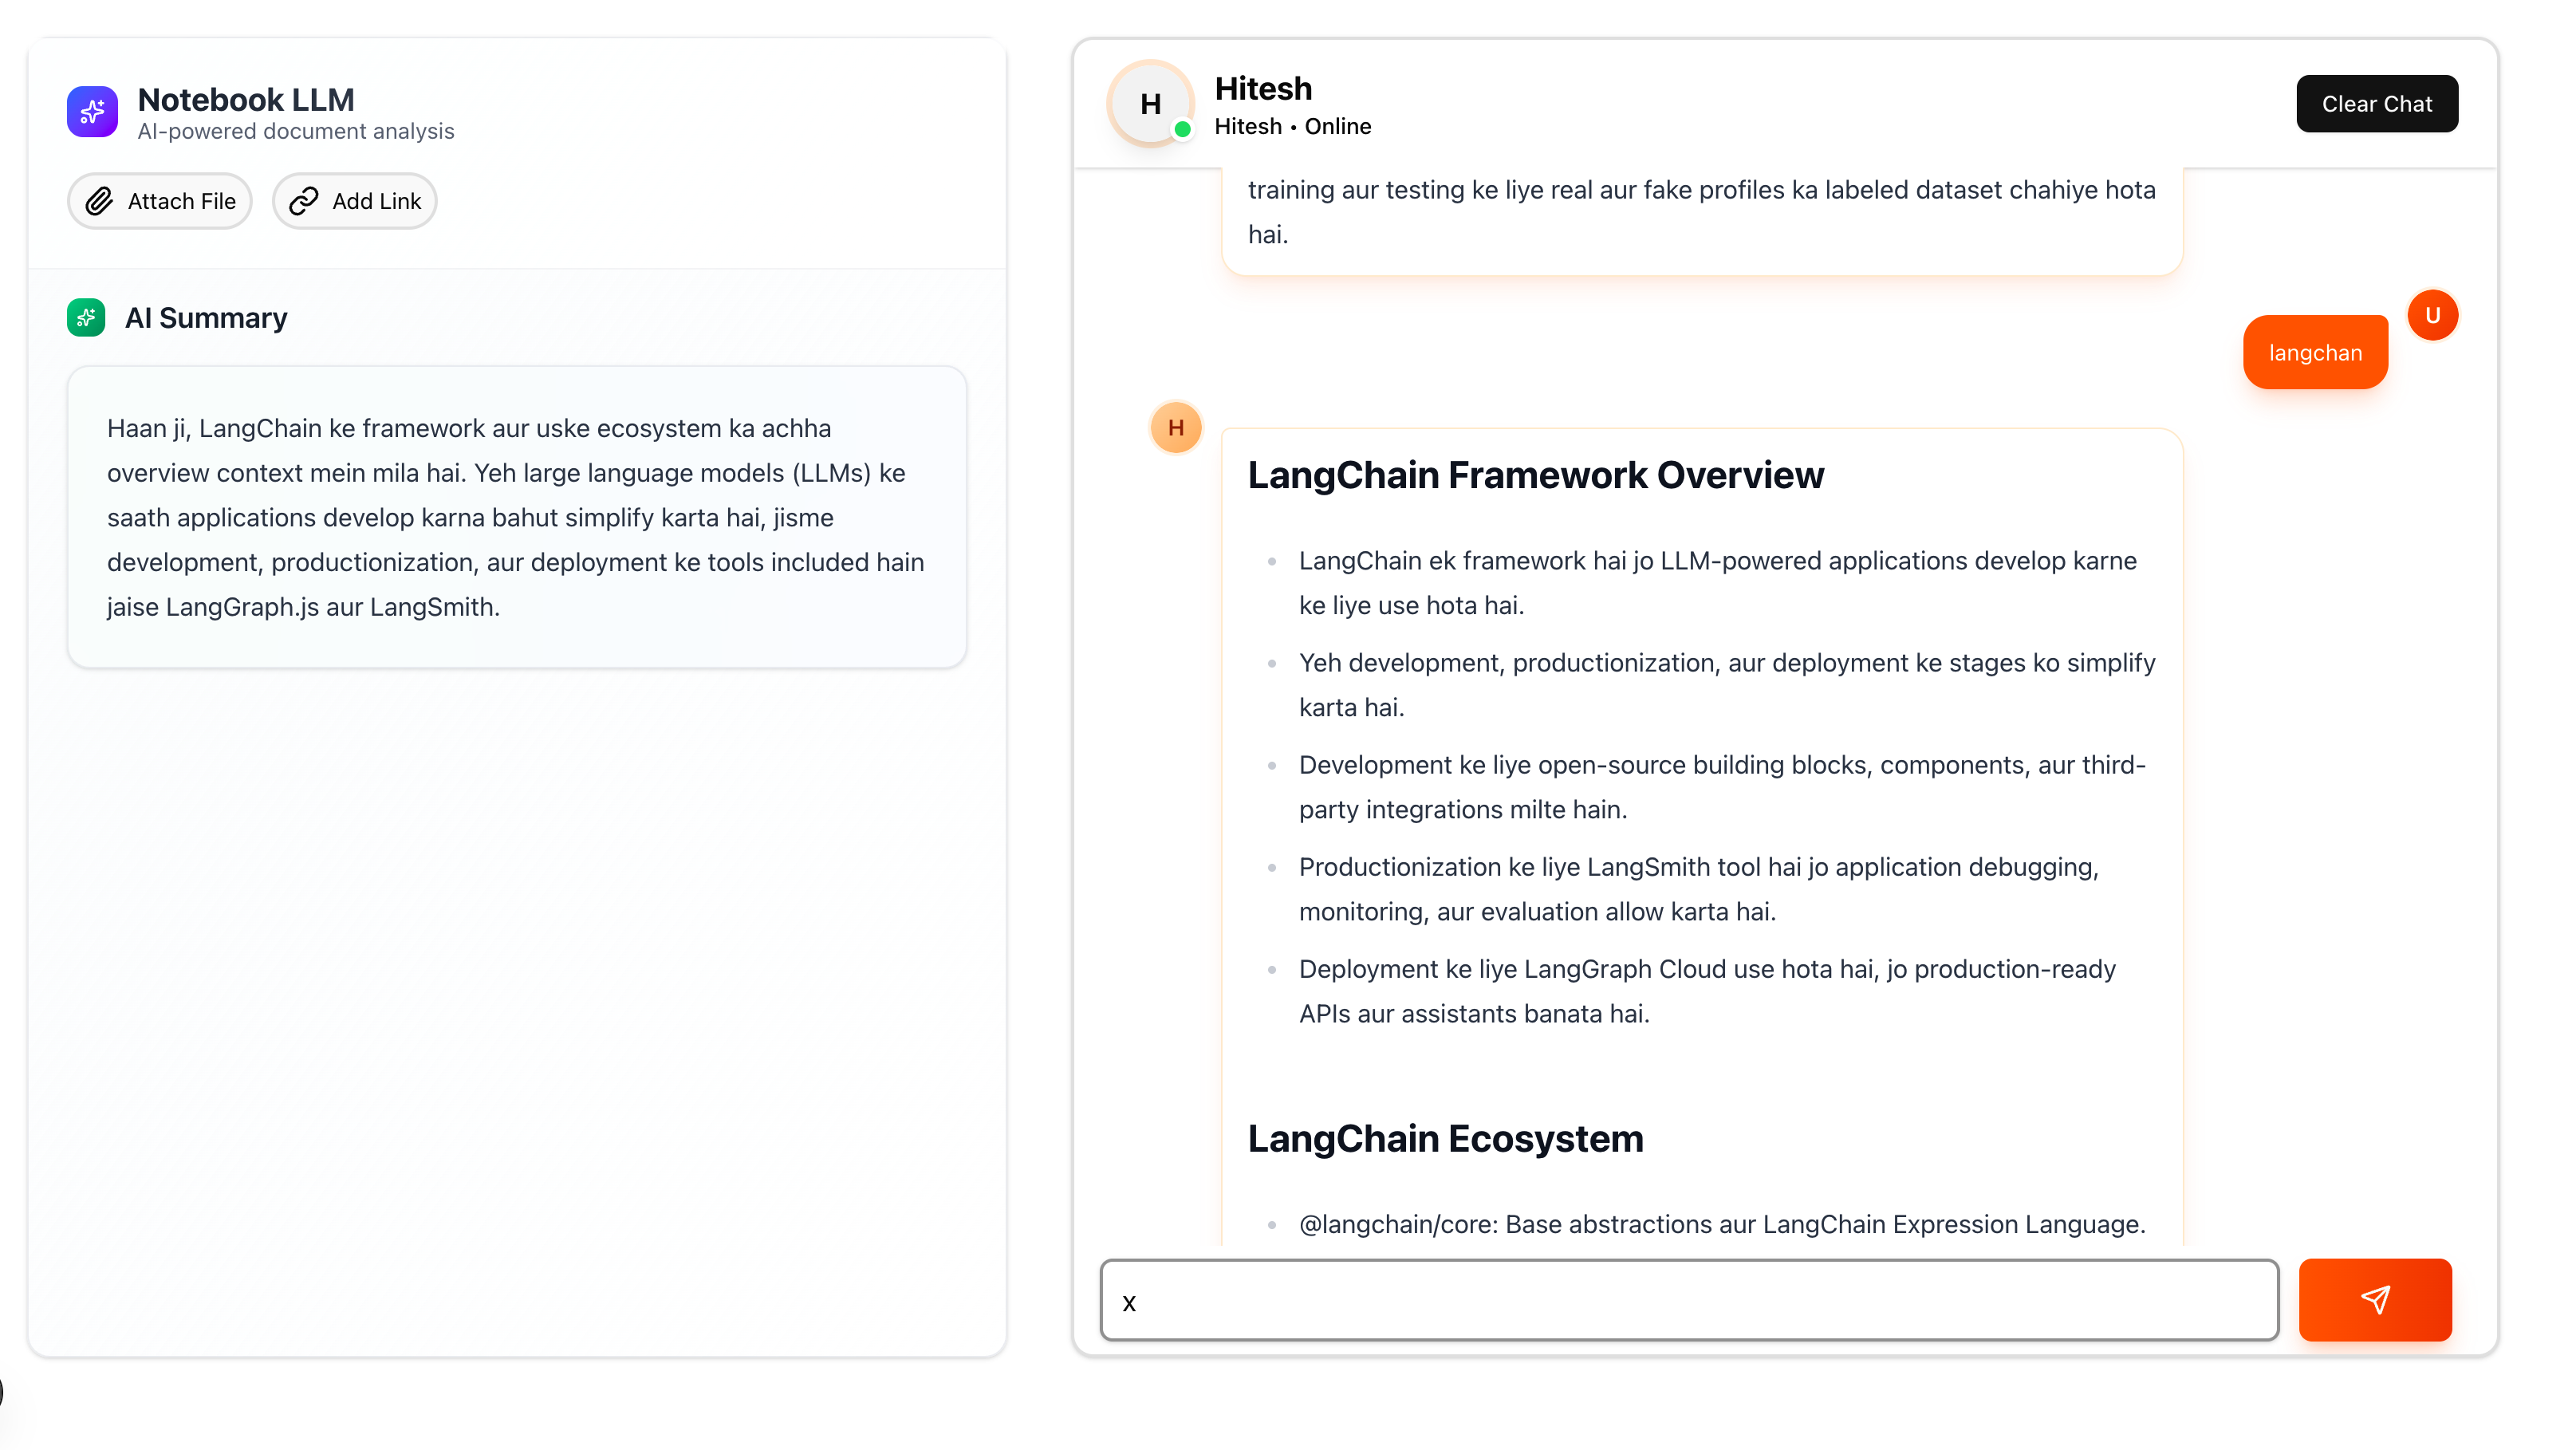 Notebook LLM
AI-powered document analysis
Attach File
Add Link
AI Summary
Haan ji, LangChain ke framework aur uske ecosystem ka achha
overview context mein mila hai. Yeh large language models (LLMs) ke
saath applications develop karna bahut simplify karta hai, jisme
development, productionization, aur deployment ke tools included hain
jaise LangGraph.js aur LangSmith.
H
Hitesh
Hitesh • Online
Clear Chat
training aur testing ke liye real aur fake profiles ka labeled dataset chahiye hota
hai.
U
langchan
H
LangChain Framework Overview
LangChain ek framework hai jo LLM-powered applications develop karne
ke liye use hota hai.
Yeh development, productionization, aur deployment ke stages ko simplify
karta hai.
Development ke liye open-source building blocks, components, aur third-
party integrations milte hain.
Productionization ke liye LangSmith tool hai jo application debugging,
monitoring, aur evaluation allow karta hai.
Deployment ke liye LangGraph Cloud use hota hai, jo production-ready
APIs aur assistants banata hai.
LangChain Ecosystem
@langchain/core: Base abstractions aur LangChain Expression Language.
x